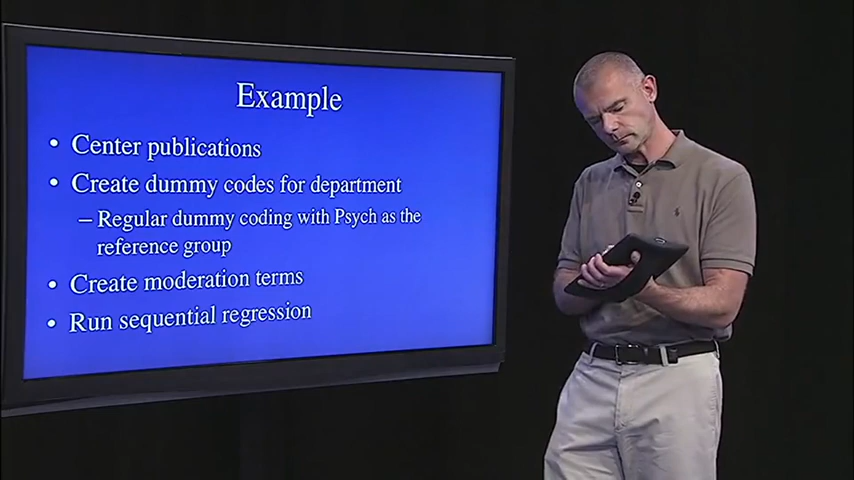 Example
• Center publications
• Create dummy codes for department
– Regular dummy coding with Psych as the
reference group
• Create moderation terms
• Run sequential regression